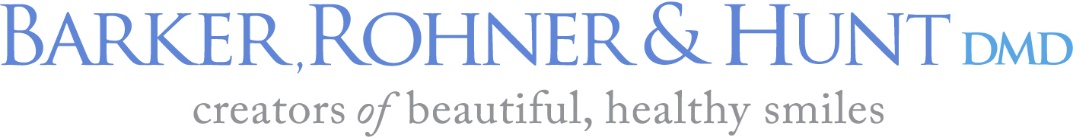 BARKER, ROHNER & HUNT DMD
creators of beautiful, healthy smiles